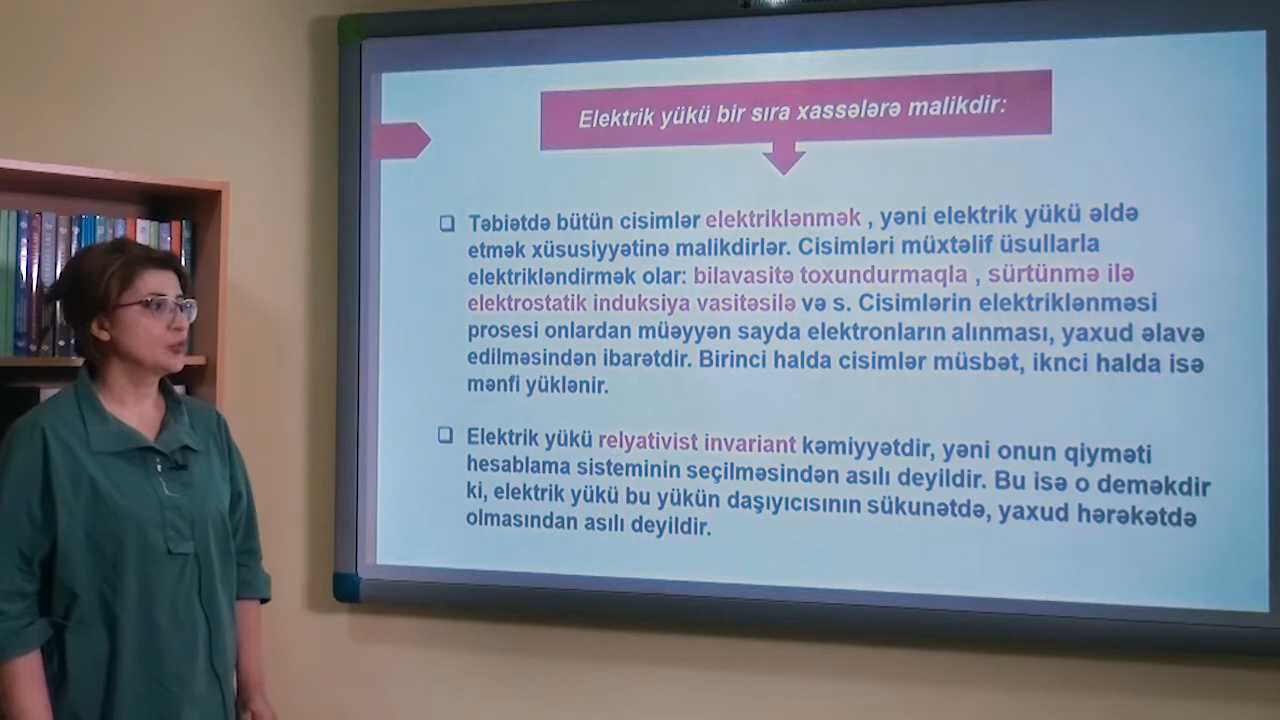 Elektrik yükü bir sıra xassələrə malikdir:
❑ Təbiətdə bütün cisimlər elektriklənmək , yəni elektrik yükü əldə
etmək xüsusiyyətinə malikdirlər. Cisimləri müxtəlif üsullarla
elektrikləndirmək olar: bilavasitə toxundurmaqla , sürtünmə ilə
elektrostatik induksiya vasitəsilə və s. Cisimlərin elektriklənməsi
prosesi onlardan müəyyən sayda elektronların alınması, yaxud əlavə
edilməsindən ibarətdir. Birinci halda cisimlər müsbət, iknci halda isə
mənfi yüklənir.
❑ Elektrik yükü relyativist invariant kəmiyyətdir, yəni onun qiyməti
hesablama sisteminin seçilməsindən asılı deyildir. Bu isə o deməkdir
ki, elektrik yükü bu yükün daşıyıcısının sükunətdə, yaxud hərəkətdə
olmasından asılı deyildir.